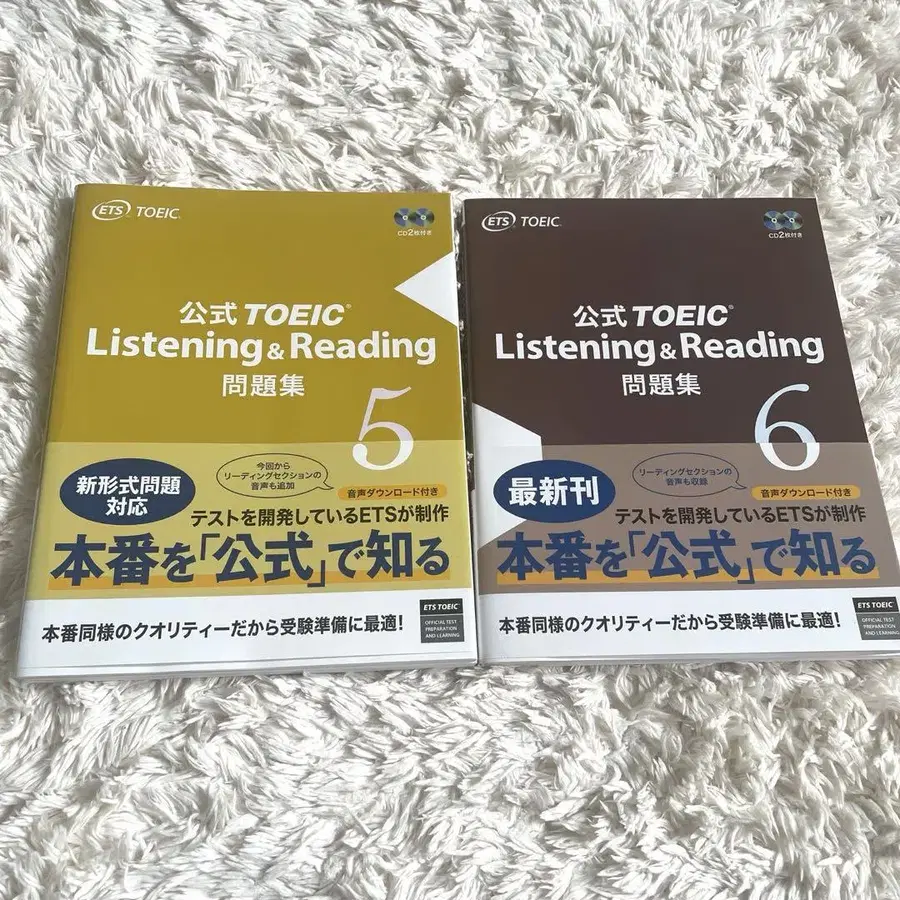 ETS TOEIC
CD2枚付き
公式 TOEIC®
Listening & Reading
問題集
5
新形式問題
対応
今回から
リーディングセクションの
音声も追加
音声ダウンロード付き
テストを開発しているETSが制作
本番を「公式」で知る
本番同様のクオリティーだから受験準備に最適!
ETS TOEIC
OFFICIAL TEST
PREPARATION
AND LEARNING
ETS TOEIC
CD2枚付き
公式 TOEIC®
Listening & Reading
問題集
6
最新刊
リーディングセクションの
音声も収録
音声ダウンロード付き
テストを開発しているETSが制作
本番を「公式」で知る
本番同様のクオリティーだから受験準備に最適!
ETS TOEIC
OFFICIAL TEST
PREPARATION
AND LEARNING